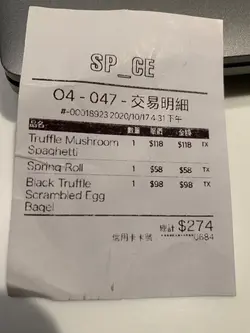 SP_CE
04 - 047 - 交易明細
#-00018923 2020/10/17 4:31 下午
品名 數量 單價 金額
Truffle Mushroom 1 $118 $118 TX
Spaghetti
Spring Roll 1 $58 $58 TX
Black Truffle 1 $98 $98 TX
Scrambled Egg
Bagel
總計 $274
信用卡卡號 0684